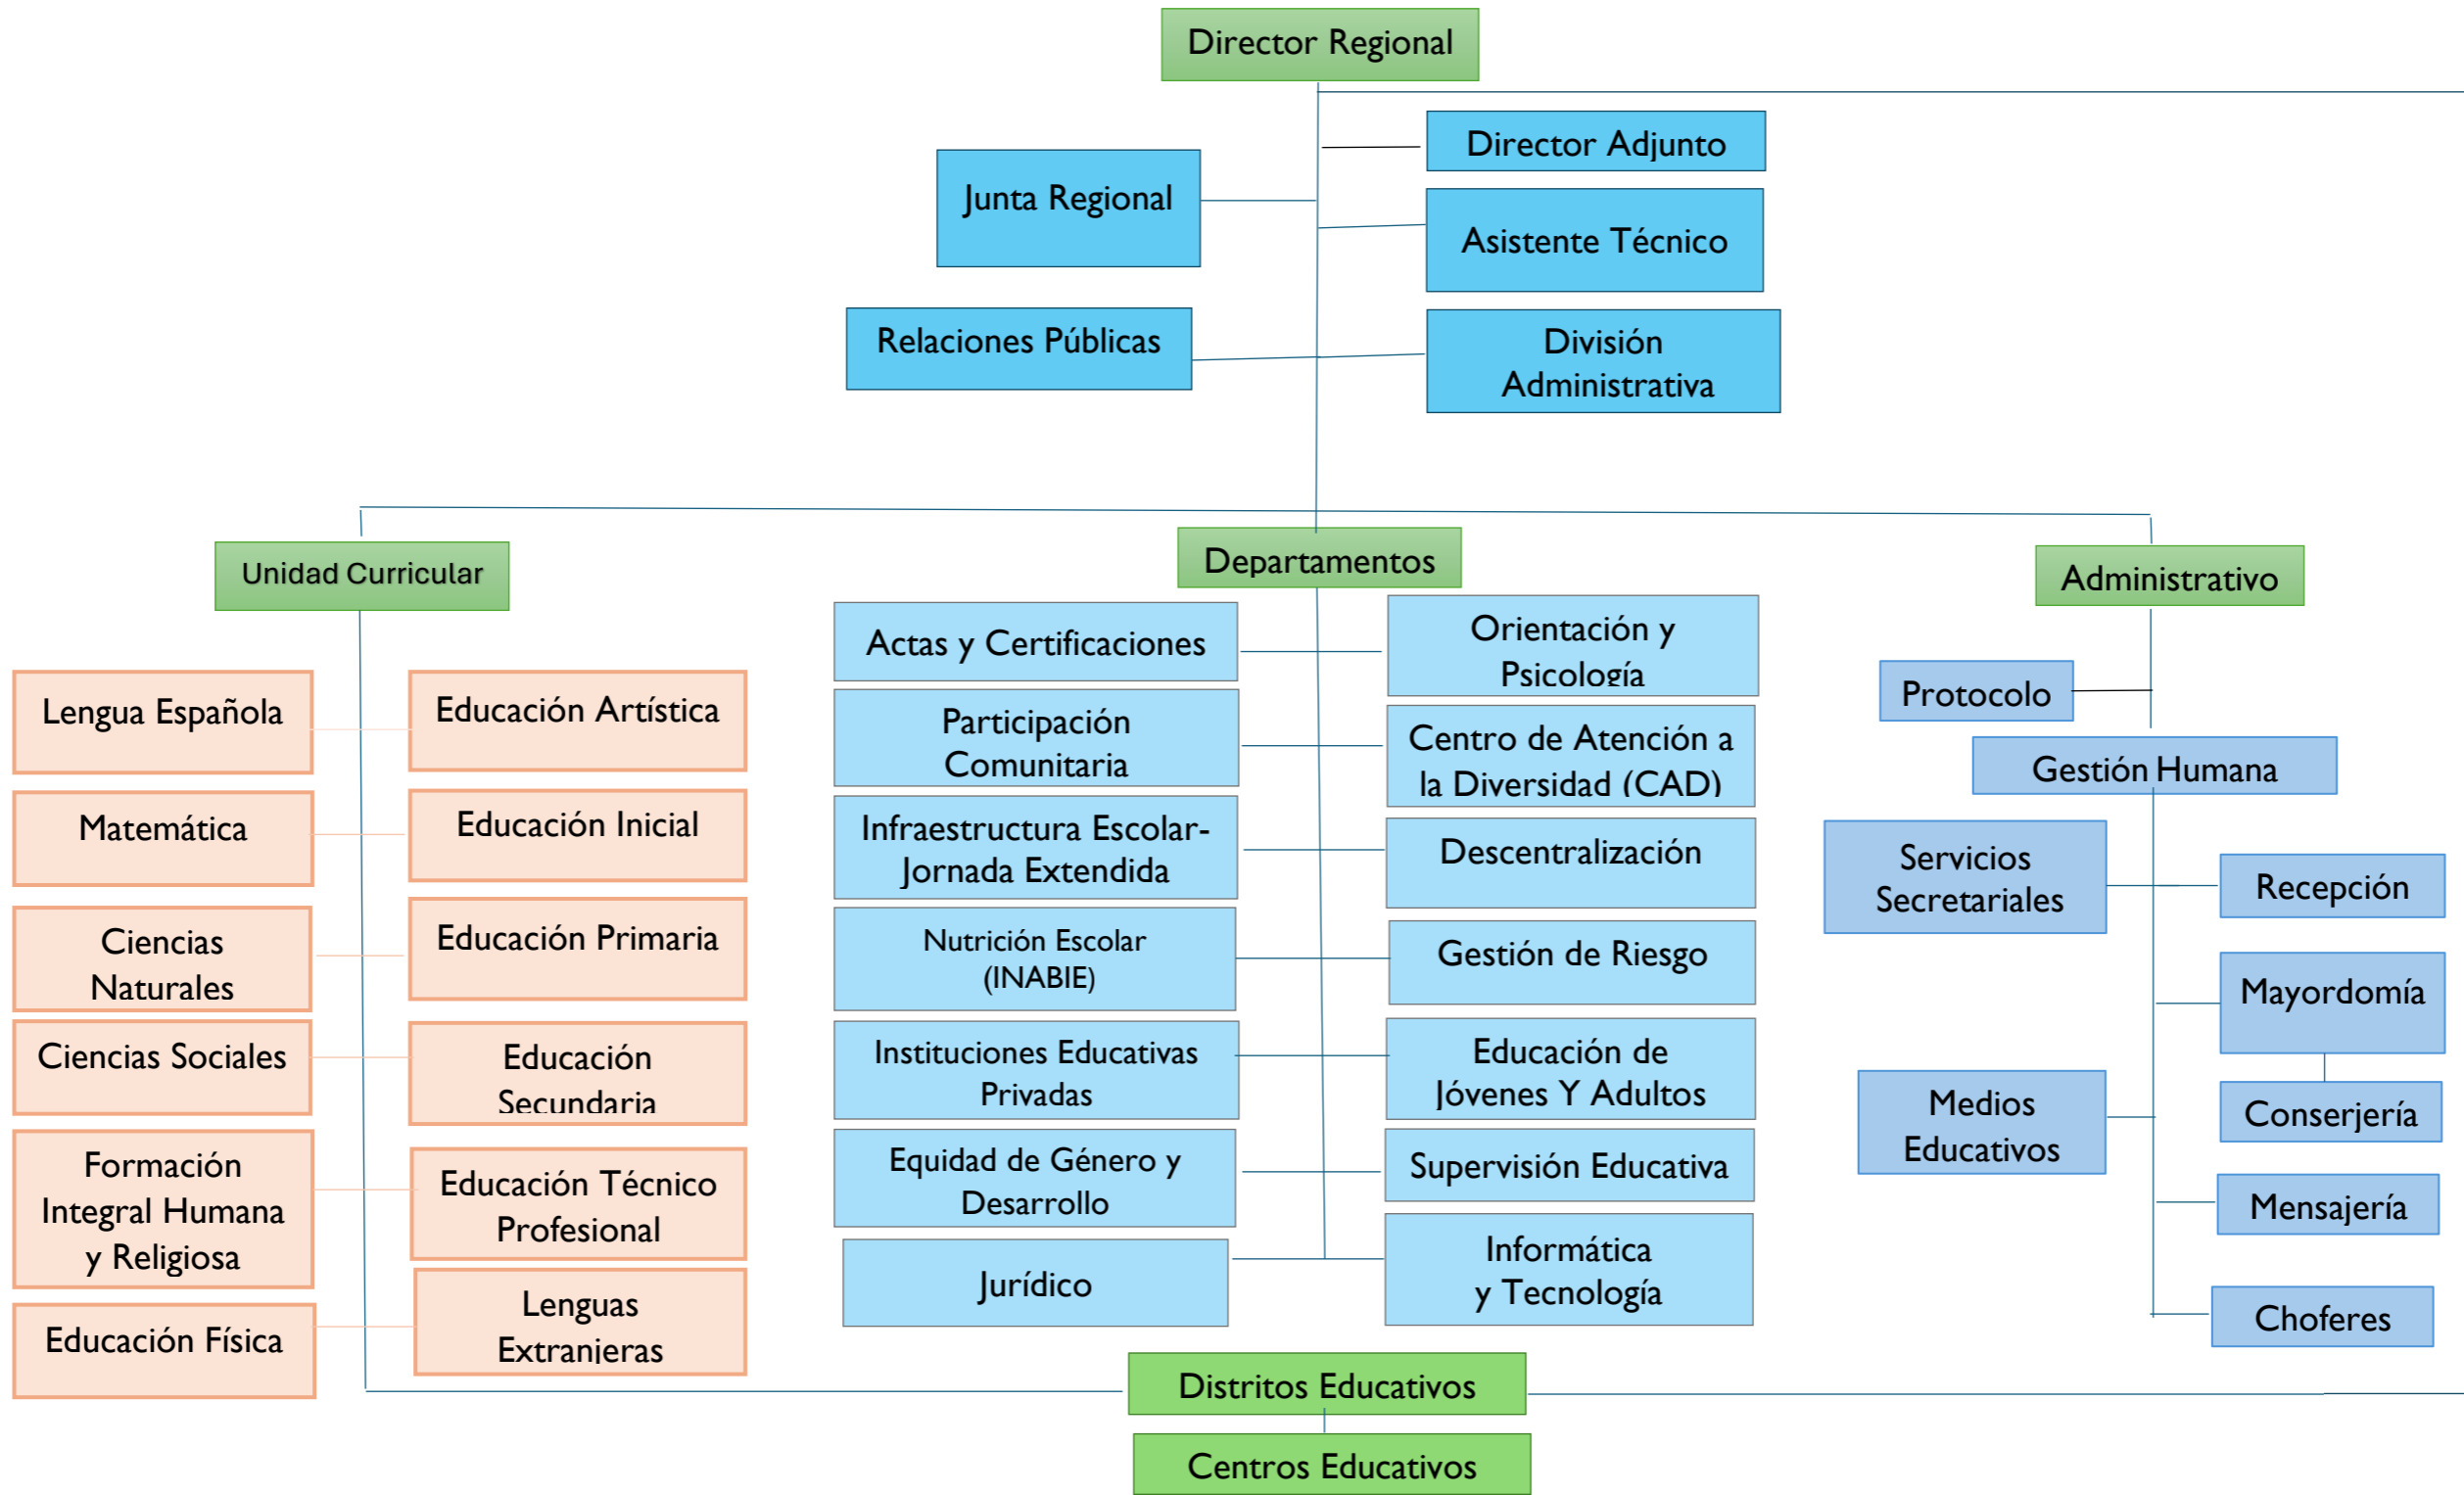 Director Regional
Director Adjunto
Junta Regional
Asistente Técnico
Relaciones Públicas
División
Administrativa
Unidad Curricular
Lengua Española
Educación Artística
Matemática
Educación Inicial
Ciencias
Naturales
Educación Primaria
Ciencias Sociales
Educación
Secundaria
Formación
Integral Humana
y Religiosa
Educación Técnico
Profesional
Educación Física
Lenguas
Extranjeras
Departamentos
Actas y Certificaciones
Orientación y
Psicología
Participación
Comunitaria
Centro de Atención a
la Diversidad (CAD)
Infraestructura Escolar-
Jornada Extendida
Descentralización
Nutrición Escolar
(INABIE)
Gestión de Riesgo
Instituciones Educativas
Privadas
Educación de
Jóvenes Y Adultos
Equidad de Género y
Desarrollo
Supervisión Educativa
Jurídico
Informática
y Tecnología
Administrativo
Protocolo
Gestión Humana
Servicios
Secretariales
Recepción
Mayordomía
Medios
Educativos
Conserjería
Mensajería
Choferes
Distritos Educativos
Centros Educativos